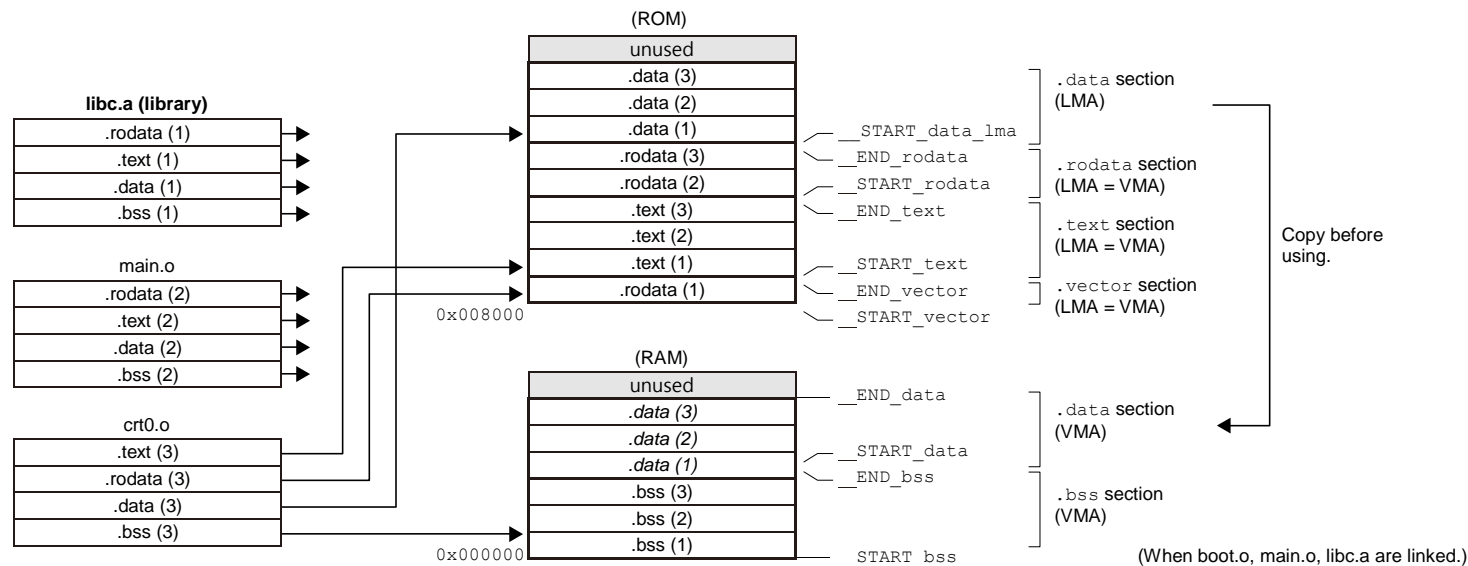 libc.a (library)
.rodata (1)
.text (1)
.data (1)
.bss (1)
main.o
.rodata (2)
.text (2)
.data (2)
.bss (2)
crt0.o
.text (3)
.rodata (3)
.data (3)
.bss (3)
(ROM)
unused
.data (3)
.data (2)
.data (1)
.rodata (3)
.rodata (2)
.text (3)
.text (2)
.text (1)
.rodata (1)
0x008000
__START_data_lma
__END_rodata
__START_rodata
__END_text
__START_text
__END_vector
__START_vector
.data section
(LMA)
.rodata section
(LMA = VMA)
.text section
(LMA = VMA)
.vector section
(LMA = VMA)
Copy before
using.
(RAM)
unused
.data (3)
.data (2)
.data (1)
.bss (3)
.bss (2)
.bss (1)
0x000000
__END_data
__START_data
__END_bss
START bss
.data section
(VMA)
.bss section
(VMA)
(When boot.o, main.o, libc.a are linked.)